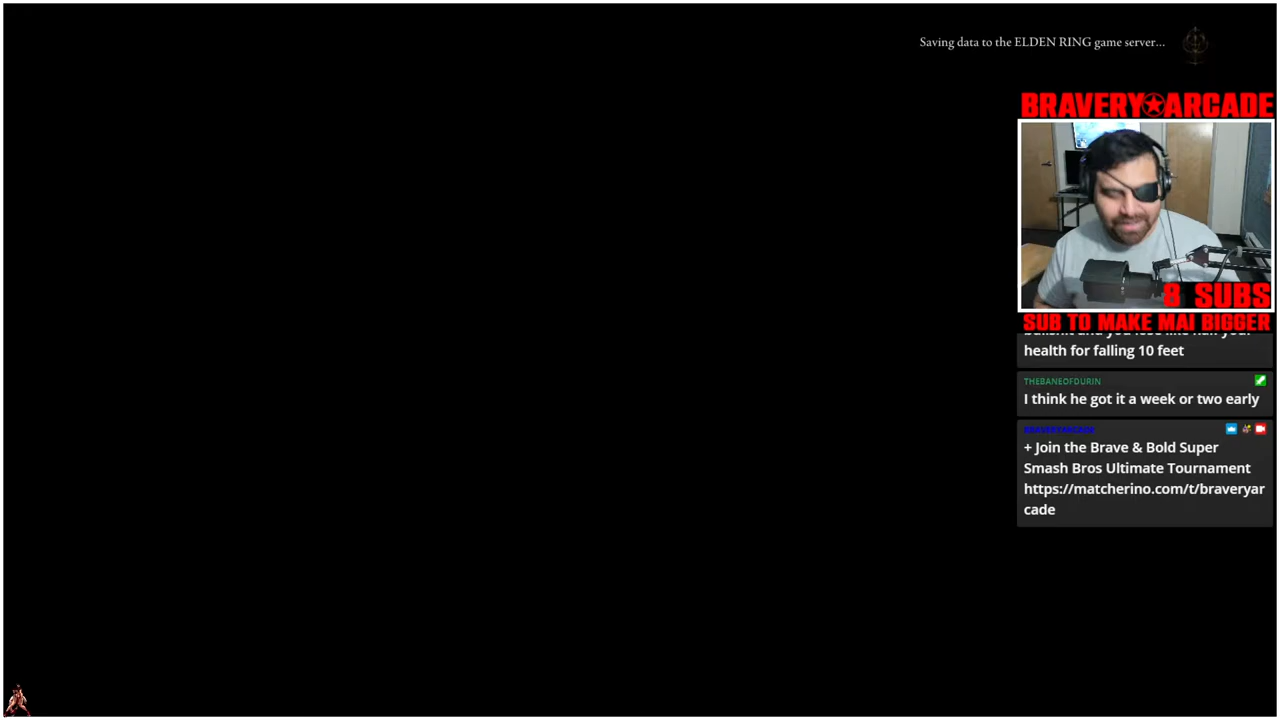 Saving data to the ELDEN RING game server...
BRAVERY ARCADE
8 SUBS
SUB TO MAKE MAI BIGGER
health for falling 10 feet
THEBANEOFDURIN
I think he got it a week or two early
BRAVERYARCADE
+ Join the Brave & Bold Super
Smash Bros Ultimate Tournament
https://matcherino.com/t/braveryar
cade